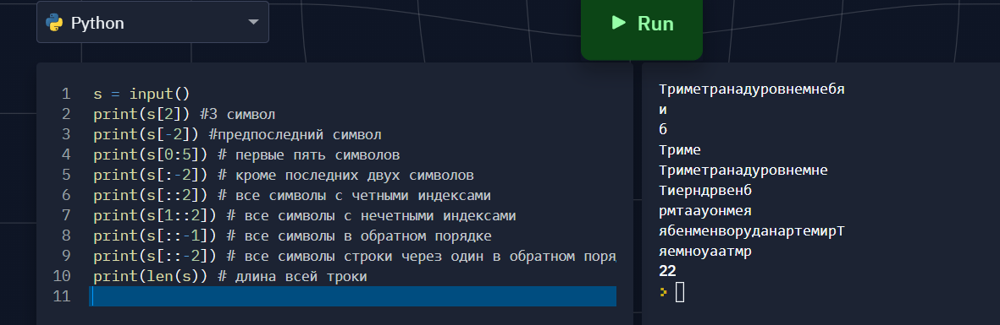 Python
Run
1 s = input()
2 print(s[2]) #3 символ
3 print(s[-2]) #предпоследний символ
4 print(s[0:5]) # первые пять символов
5 print(s[:-2]) # кроме последних двух символов
6 print(s[::2]) # все символы с четными индексами
7 print(s[1::2]) # все символы с нечетными индексами
8 print(s[::-1]) # все символы в обратном порядке
9 print(s[::-2]) # все символы строки через один в обратном поряд
10 print(len(s)) # длина всей троки
11
Триметранадуровнемнебя
и
б
Триме
Триметранадуровнемне
Тиерндрвенб
рмтаауонмея
ябенменворуданартемирТ
яемноуаатмр
22
>